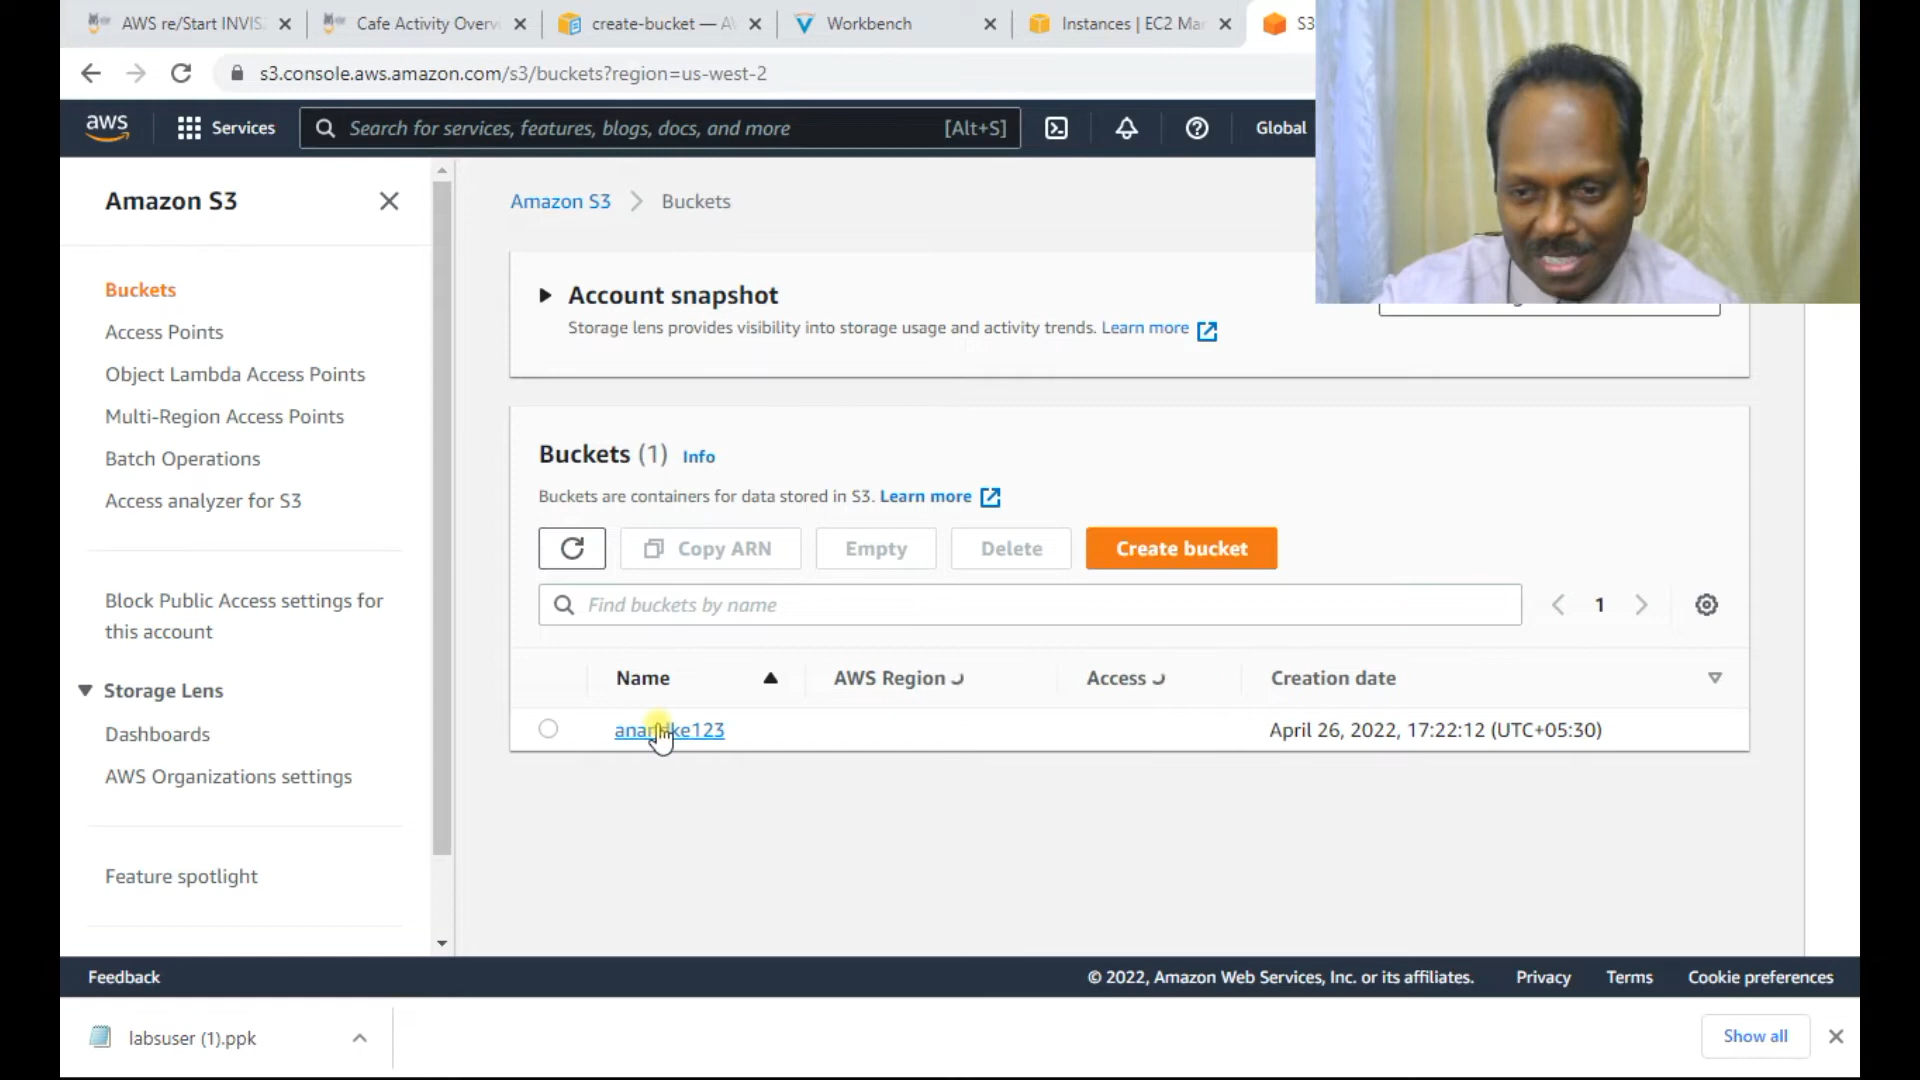 AWS re/Start INVIS
Cafe Activity Overv
create-bucket — AV
Workbench
Instances | EC2 Man
S3
s3.console.aws.amazon.com/s3/buckets?region=us-west-2
aws
Services
Search for services, features, blogs, docs, and more
[Alt+S]
Global
Amazon S3
Amazon S3
Buckets
Buckets
Access Points
Object Lambda Access Points
Multi-Region Access Points
Batch Operations
Access analyzer for S3
Block Public Access settings for
this account
Storage Lens
Dashboards
AWS Organizations settings
Feature spotlight
Account snapshot
Storage lens provides visibility into storage usage and activity trends. Learn more
Buckets (1) Info
Buckets are containers for data stored in S3. Learn more
Copy ARN
Empty
Delete
Create bucket
Find buckets by name
1
Name
AWS Region
Access
Creation date
April 26, 2022, 17:22:12 (UTC+05:30)
Feedback
© 2022, Amazon Web Services, Inc. or its affiliates.
Privacy
Terms
Cookie preferences
labsuser (1).ppk
Show all